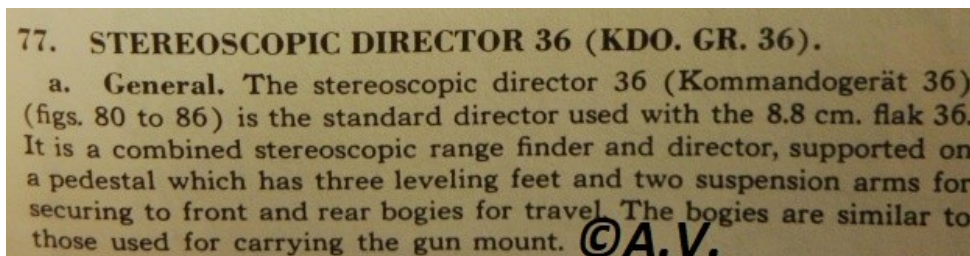 77. STEREOSCOPIC DIRECTOR 36 (KDO. GR. 36).
a. General. The stereoscopic director 36 (Kommandogerät 36)
(figs. 80 to 86) is the standard director used with the 8.8 cm. flak 36.
It is a combined stereoscopic range finder and director, supported on
a pedestal which has three leveling feet and two suspension arms for
securing to front and rear bogies for travel. The bogies are similar to
those used for carrying the gun mount. ©A.V.